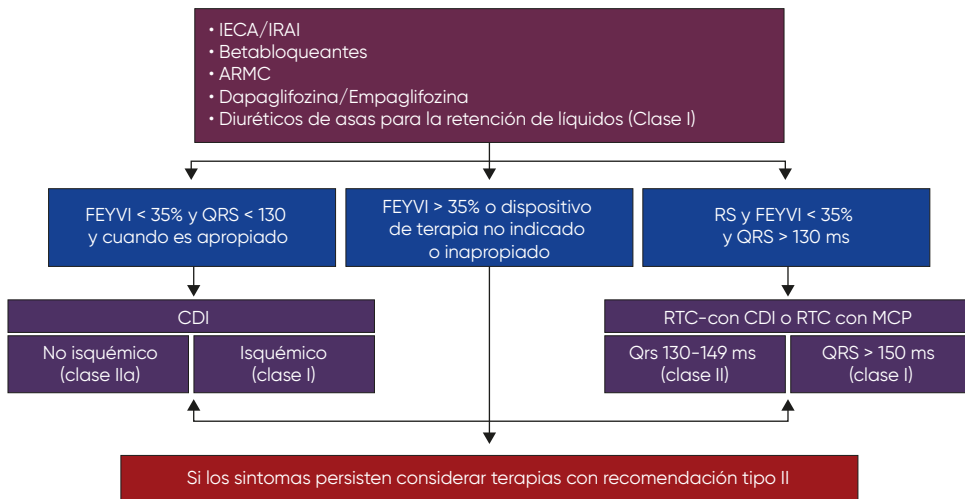 • IECA/IRAI
• Betabloqueantes
• ARMC
• Dapaglifozina/Empaglifozina
• Diuréticos de asas para la retención de líquidos (Clase I)
FEYVI < 35% y QRS < 130
y cuando es apropiado
FEYVI > 35% o dispositivo
de terapia no indicado
o inapropiado
RS y FEYVI < 35%
y QRS > 130 ms
CDI
No isquémico
(clase IIa)
Isquémico
(clase I)
RTC-con CDI o RTC con MCP
Qrs 130-149 ms
(clase II)
QRS > 150 ms
(clase I)
Si los sintomas persisten considerar terapias con recomendación tipo II